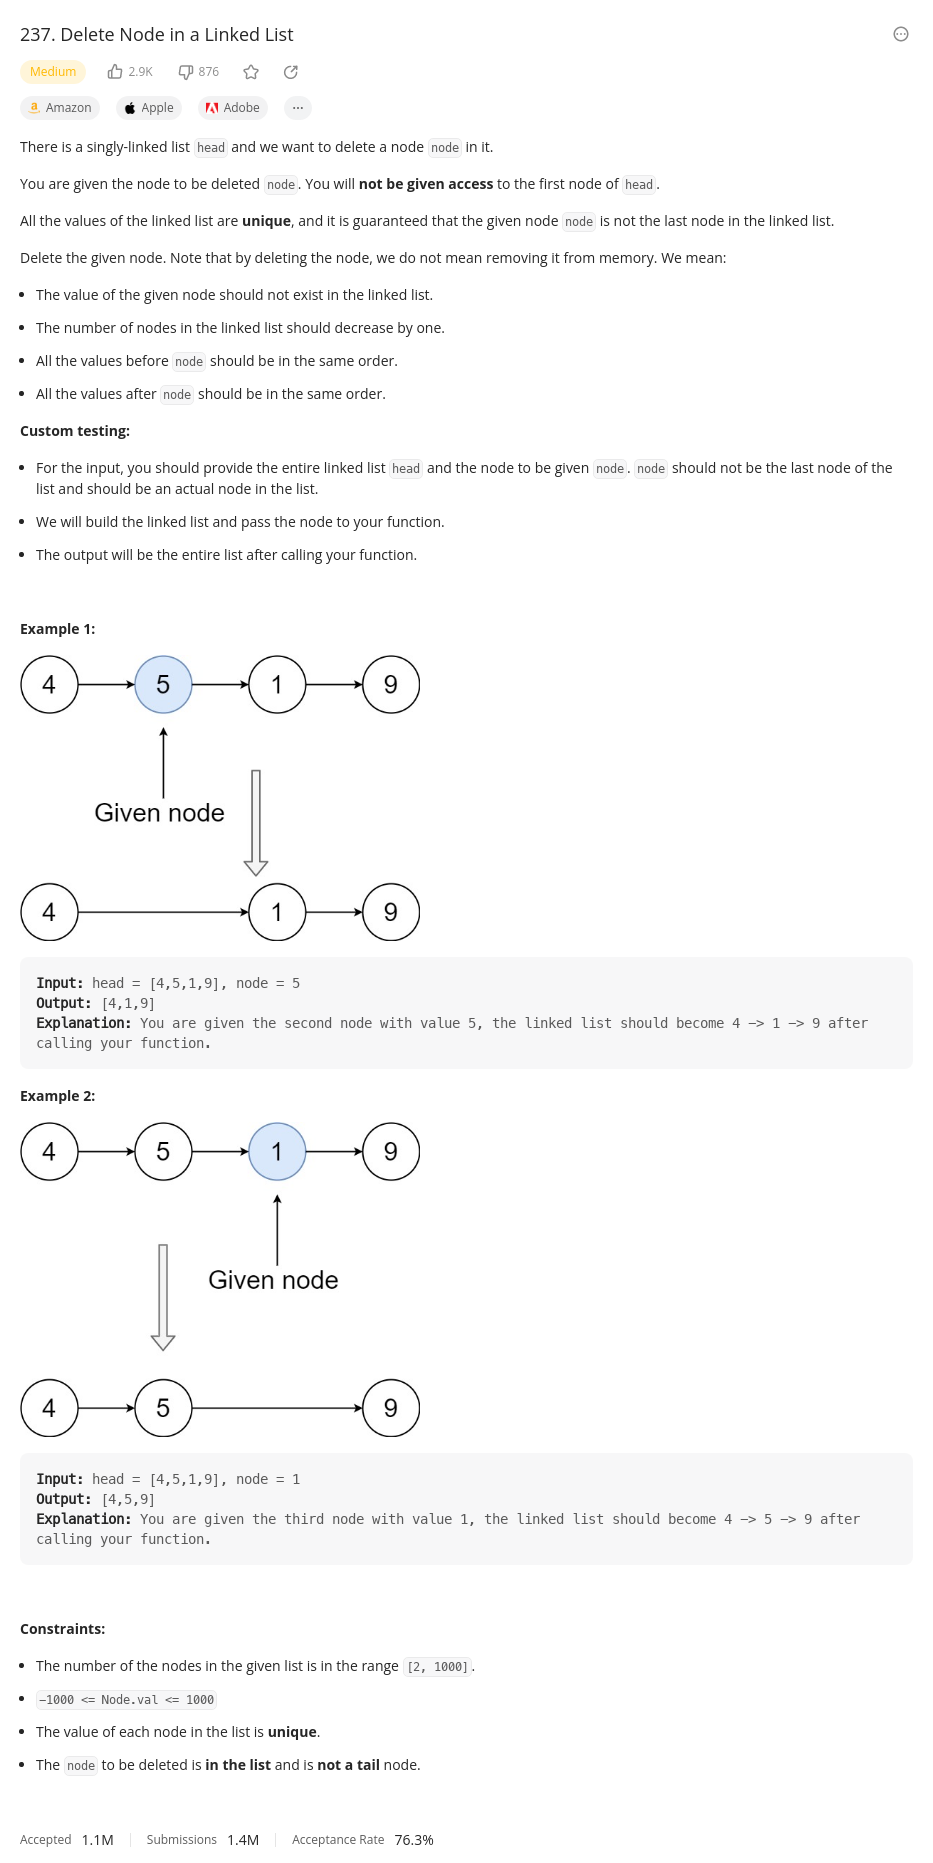 237. Delete Node in a Linked List
Medium 2.9K 876
Amazon Apple Adobe ...
There is a singly-linked list head and we want to delete a node node in it.
You are given the node to be deleted node. You will not be given access to the first node of head.
All the values of the linked list are unique, and it is guaranteed that the given node node is not the last node in the linked list.
Delete the given node. Note that by deleting the node, we do not mean removing it from memory. We mean:
• The value of the given node should not exist in the linked list.
• The number of nodes in the linked list should decrease by one.
• All the values before node should be in the same order.
• All the values after node should be in the same order.
Custom testing:
• For the input, you should provide the entire linked list head and the node to be given node. node should not be the last node of the
list and should be an actual node in the list.
• We will build the linked list and pass the node to your function.
• The output will be the entire list after calling your function.
Example 1:
4 5 1 9
Given node
4 1 9
Input: head = [4,5,1,9], node = 5
Output: [4,1,9]
Explanation: You are given the second node with value 5, the linked list should become 4 -> 1 -> 9 after
calling your function.
Example 2:
4 5 1 9
Given node
4 5 9
Input: head = [4,5,1,9], node = 1
Output: [4,5,9]
Explanation: You are given the third node with value 1, the linked list should become 4 -> 5 -> 9 after
calling your function.
Constraints:
• The number of the nodes in the given list is in the range [2, 1000].
• -1000 <= Node.val <= 1000
• The value of each node in the list is unique.
• The node to be deleted is in the list and is not a tail node.
Accepted 1.1M Submissions 1.4M Acceptance Rate 76.3%